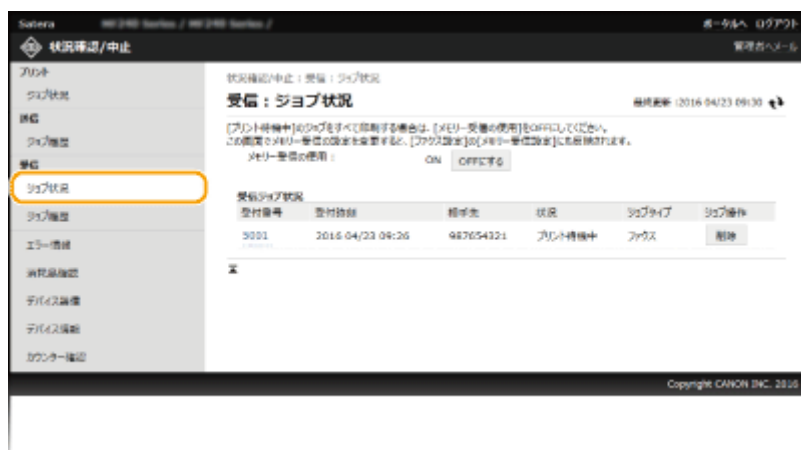 Satera MF240 Series / MF240 Series /
ポータルへ ログアウト
状況確認/中止
管理者へメール
プリント
ジョブ状況
送信
ジョブ履歴
受信
ジョブ状況
ジョブ履歴
エラー情報
消耗品確認
デバイス装備
デバイス情報
カウンター確認
状況確認/中止 : 受信 : ジョブ状況
受信 : ジョブ状況
最終更新 :2016 04/23 09:30
[プリント待機中]のジョブをすべて印刷する場合は、[メモリー受信の使用]をOFFにしてください。
この画面でメモリー受信の設定を変更すると、[ファクス設定]の[メモリー受信設定]にも反映されます。
メモリー受信の使用 : ON OFFにする
受信ジョブ状況
受付番号 受付時刻 相手先 状況 ジョブタイプ ジョブ操作
5001 2016 04/23 09:26 987654321 プリント待機中 ファクス 削除
Copyright CANON INC. 2016